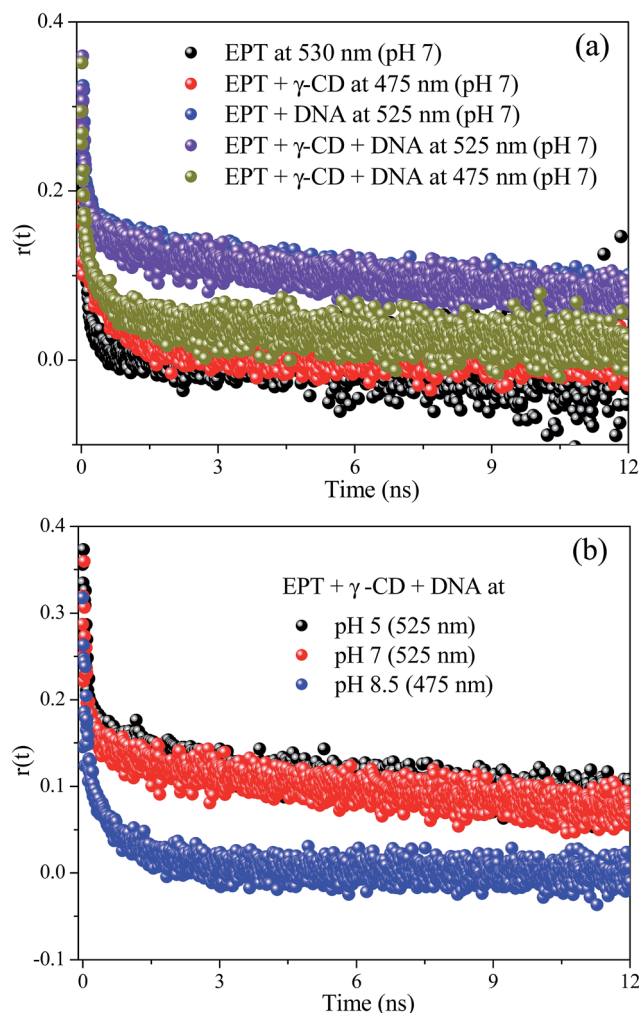 (a)
EPT at 530 nm (pH 7)
EPT + γ-CD at 475 nm (pH 7)
EPT + DNA at 525 nm (pH 7)
EPT + γ-CD + DNA at 525 nm (pH 7)
EPT + γ-CD + DNA at 475 nm (pH 7)
r(t)
0.4
0.2
0.0
0 3 6 9 12
Time (ns)
(b)
EPT + γ -CD + DNA at
pH 5 (525 nm)
pH 7 (525 nm)
pH 8.5 (475 nm)
r(t)
0.4
0.3
0.2
0.1
0.0
-0.1
0 3 6 9 12
Time (ns)